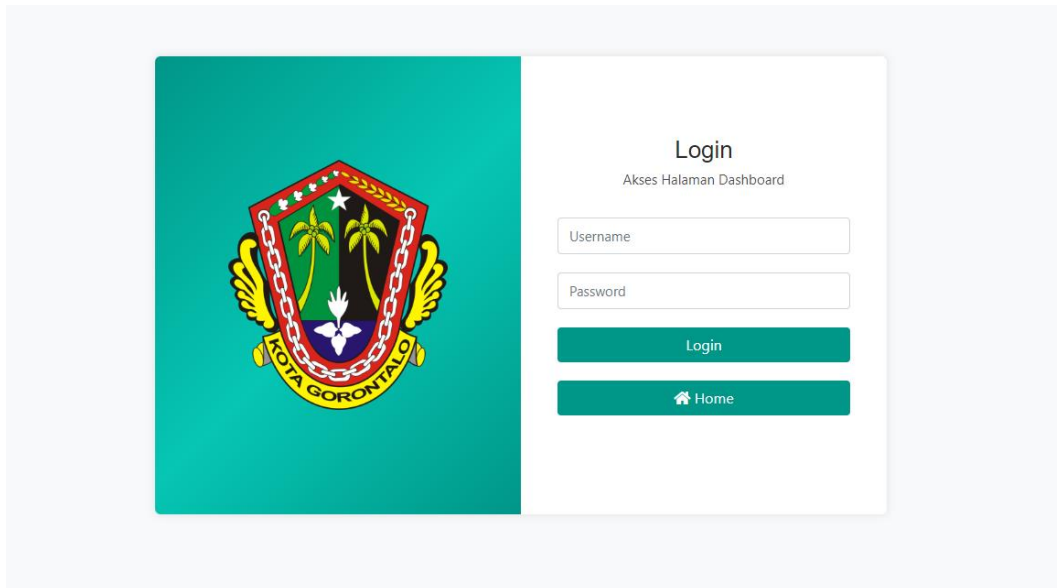 KOTA GORONTALO
Login
Akses Halaman Dashboard
Username
Password
Login
Home